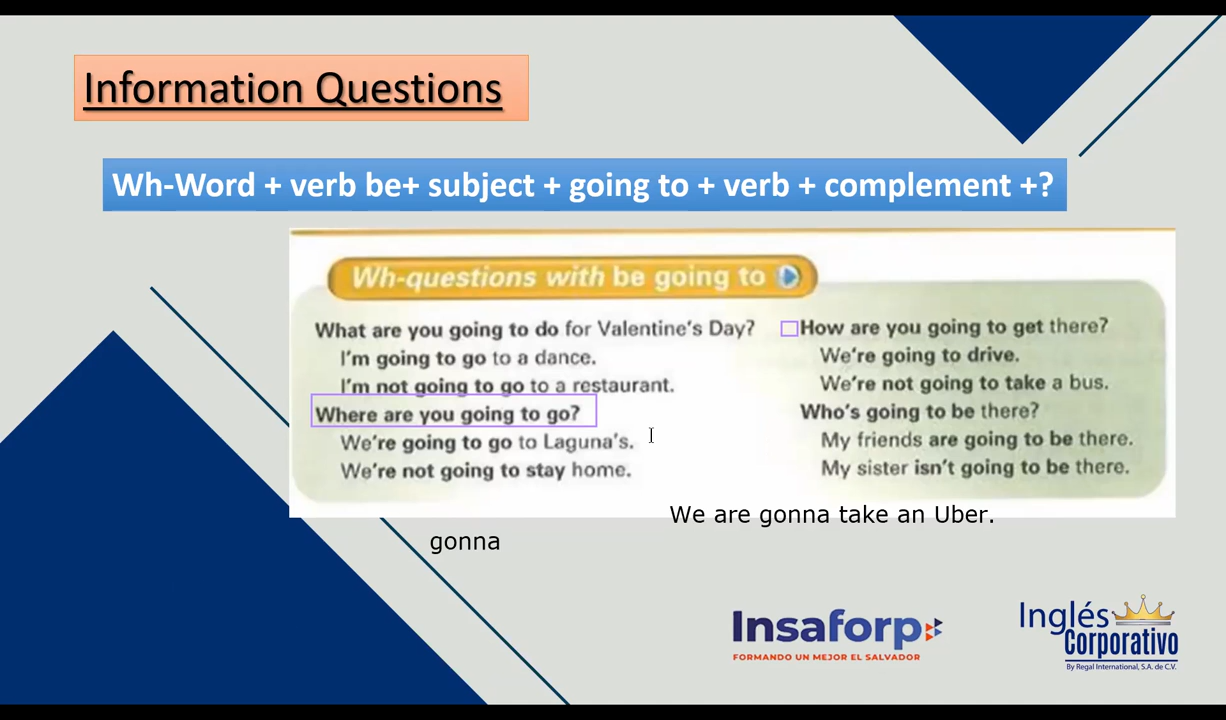 Information Questions
Wh-Word + verb be+ subject + going to + verb + complement +?
Wh-questions with be going to
What are you going to do for Valentine's Day?
I'm going to go to a dance.
I'm not going to go to a restaurant.
Where are you going to go?
We're going to go to Laguna's.
We're not going to stay home.
How are you going to get there?
We're going to drive.
We're not going to take a bus.
Who's going to be there?
My friends are going to be there.
My sister isn't going to be there.
We are gonna take an Uber.
gonna
Insaforp
FORMANDO UN MEJOR EL SALVADOR
Inglés
Corporativo
By Regal International, S.A. de C.V.